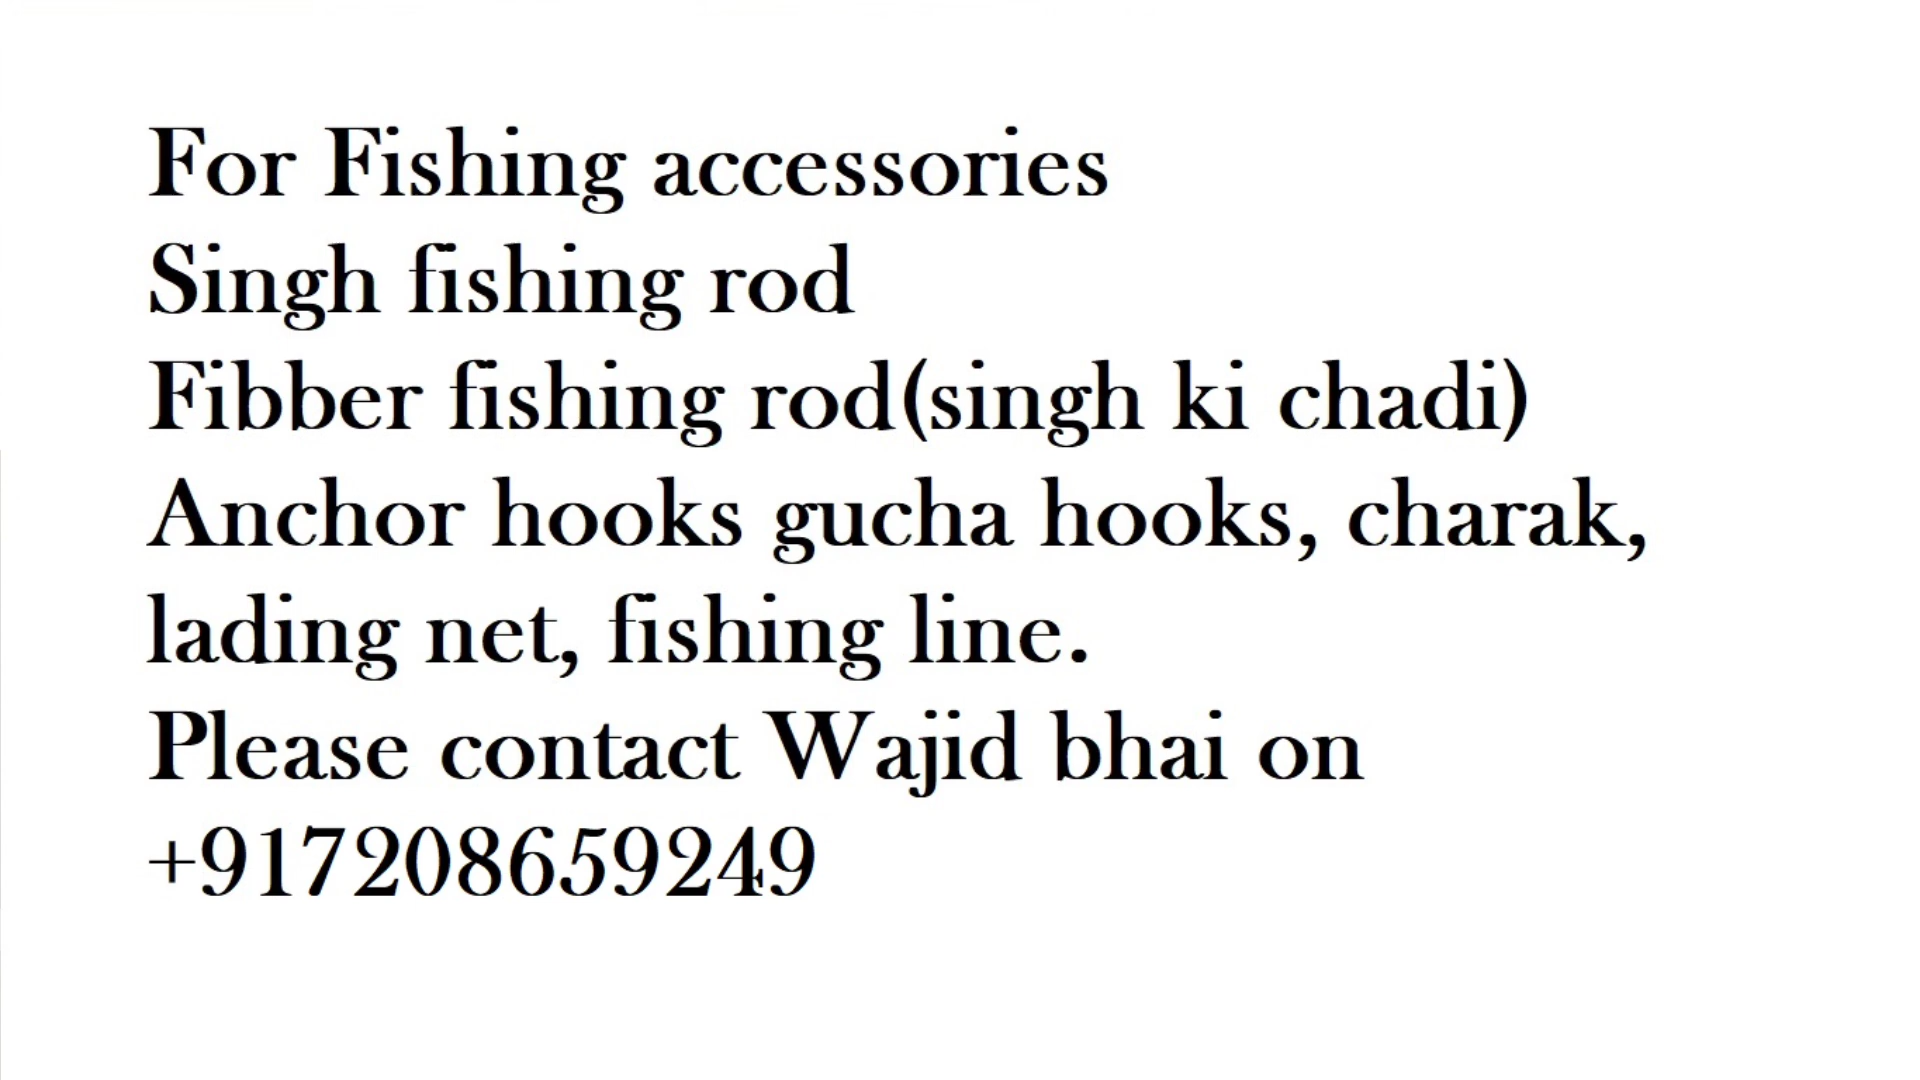 For Fishing accessories
Singh fishing rod
Fibber fishing rod(singh ki chadi)
Anchor hooks gucha hooks, charak,
lading net, fishing line.
Please contact Wajid bhai on
+917208659249